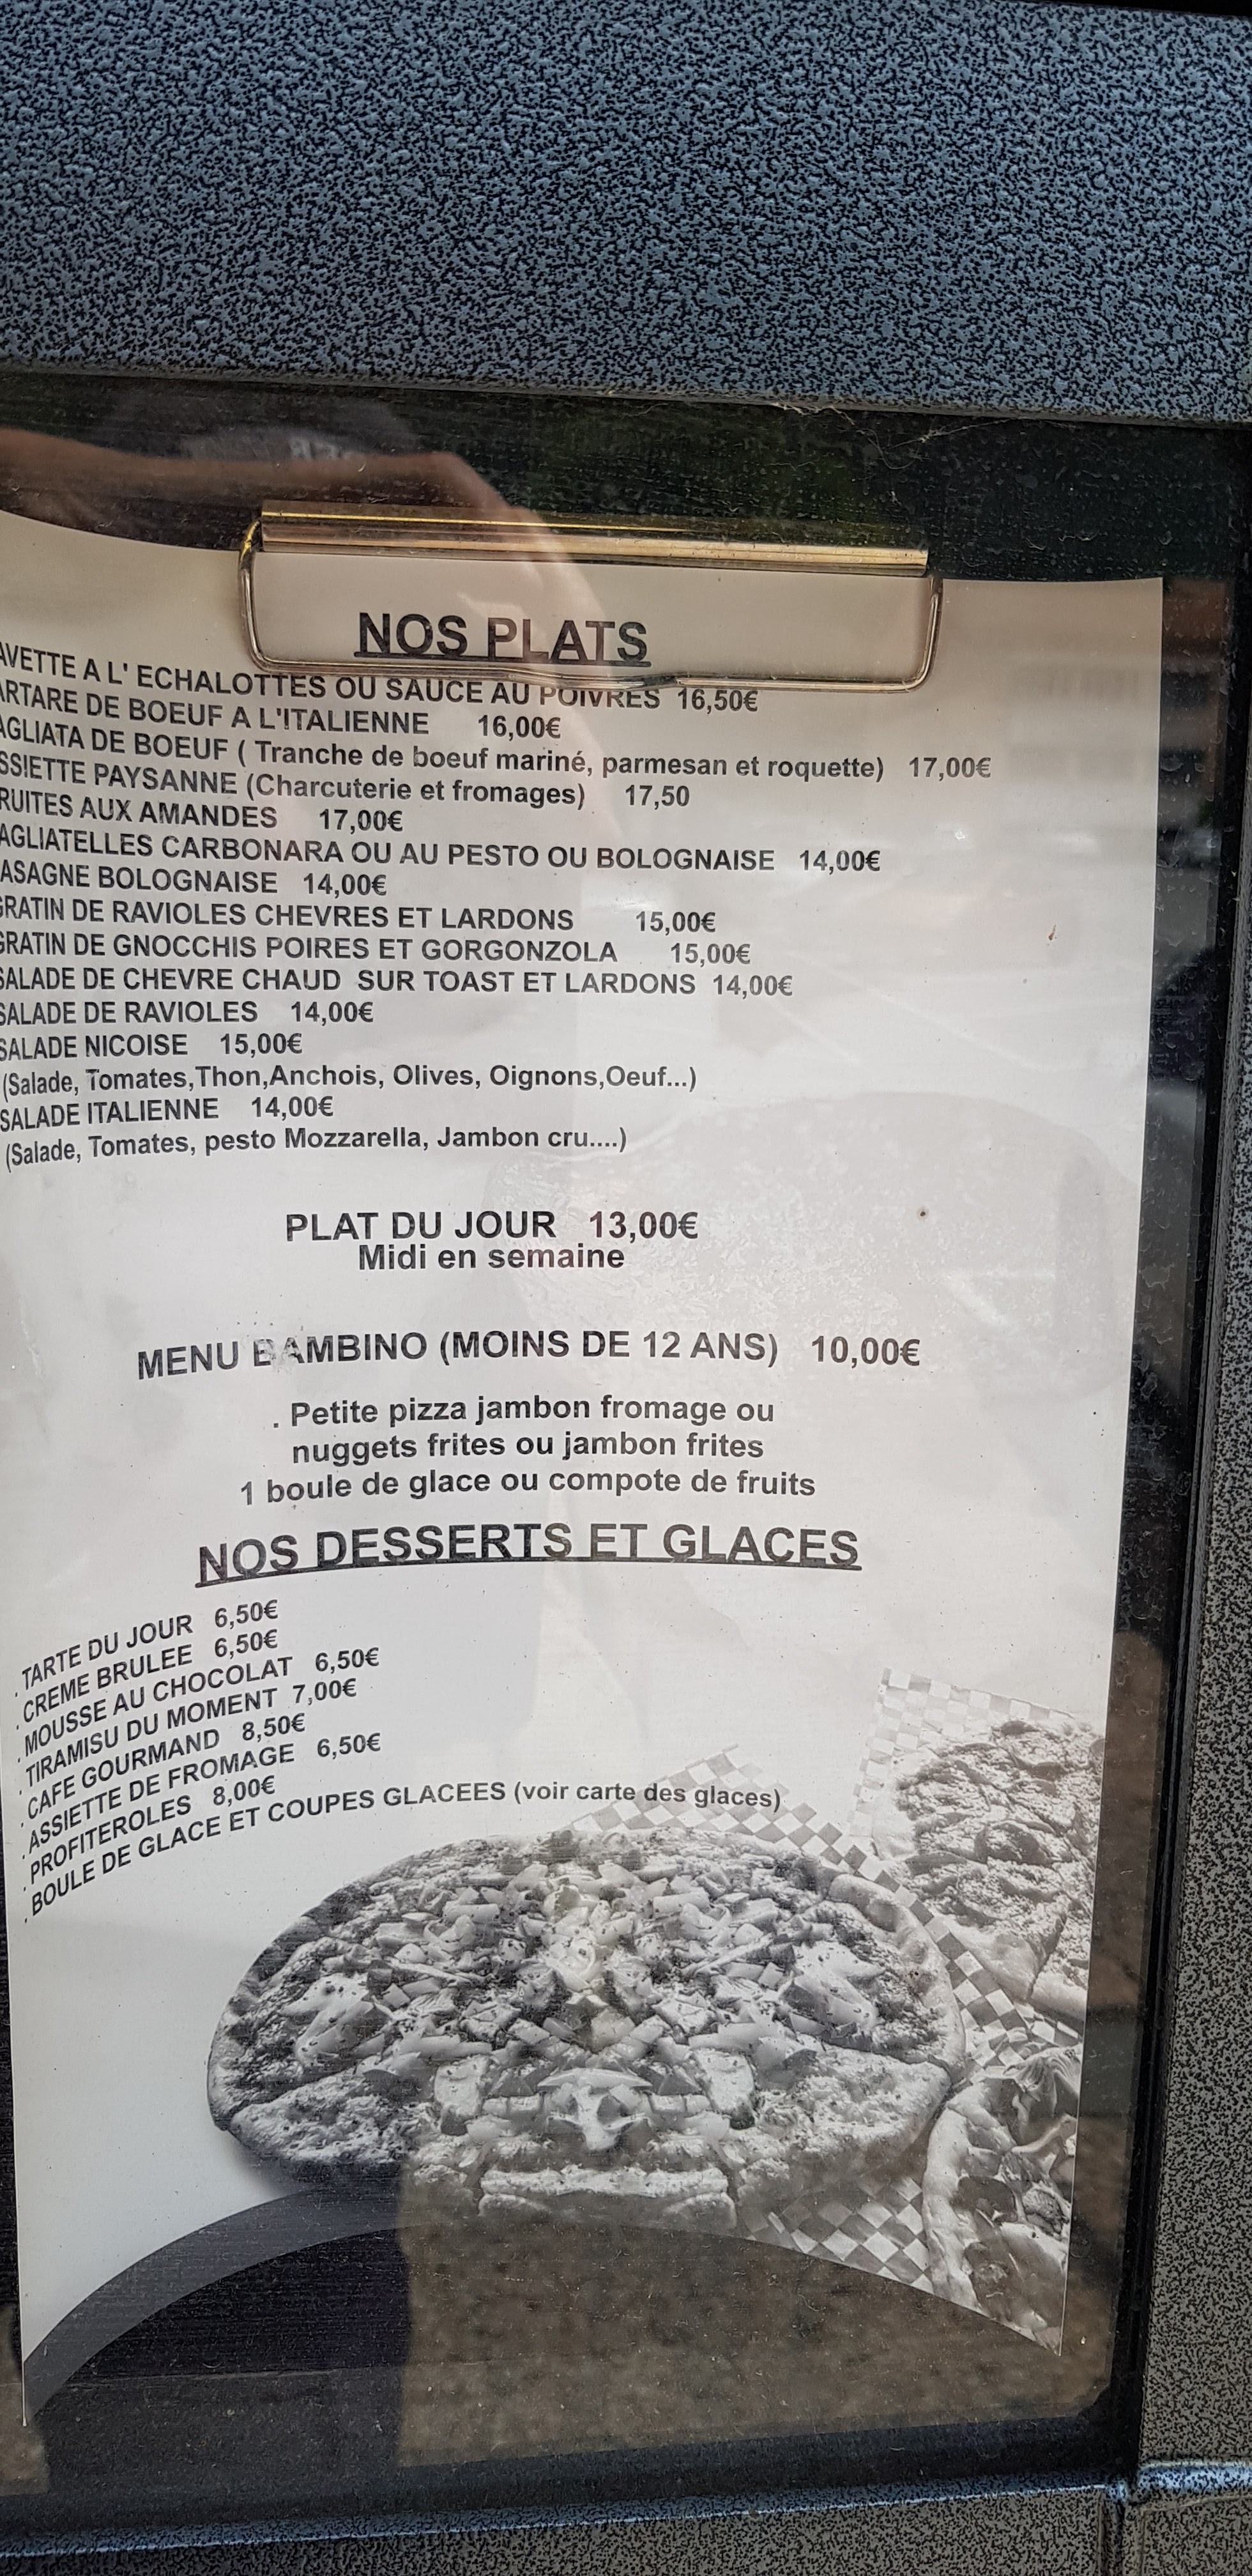 NOS PLATS
AVETTE A L' ECHALOTTES OU SAUCE AU POIVRES 16,50€
ARTARE DE BOEUF A L'ITALIENNE 16,00€
AGLIATA DE BOEUF ( Tranche de boeuf mariné, parmesan et roquette) 17,00€
SSIETTE PAYSANNE (Charcuterie et fromages) 17,50
RUITES AUX AMANDES 17,00€
AGLIATELLES CARBONARA OU AU PESTO OU BOLOGNAISE 14,00€
ASAGNE BOLOGNAISE 14,00€
GRATIN DE RAVIOLES CHEVRES ET LARDONS 15,00€
GRATIN DE GNOCCHIS POIRES ET GORGONZOLA 15,00€
SALADE DE CHEVRE CHAUD SUR TOAST ET LARDONS 14,00€
SALADE DE RAVIOLES 14,00€
SALADE NICOISE 15,00€
(Salade, Tomates,Thon,Anchois, Olives, Oignons,Oeuf...)
SALADE ITALIENNE 14,00€
(Salade, Tomates, pesto Mozzarella, Jambon cru....)
PLAT DU JOUR 13,00€
Midi en semaine
MENU BAMBINO (MOINS DE 12 ANS) 10,00€
. Petite pizza jambon fromage ou
nuggets frites ou jambon frites
1 boule de glace ou compote de fruits
NOS DESSERTS ET GLACES
. TARTE DU JOUR 6,50€
. CREME BRULEE 6,50€
. MOUSSE AU CHOCOLAT 6,50€
. TIRAMISU DU MOMENT 7,00€
. CAFE GOURMAND 8,50€
. ASSIETTE DE FROMAGE 6,50€
. PROFITEROLES 8,00€
. BOULE DE GLACE ET COUPES GLACEES (voir carte des glaces)